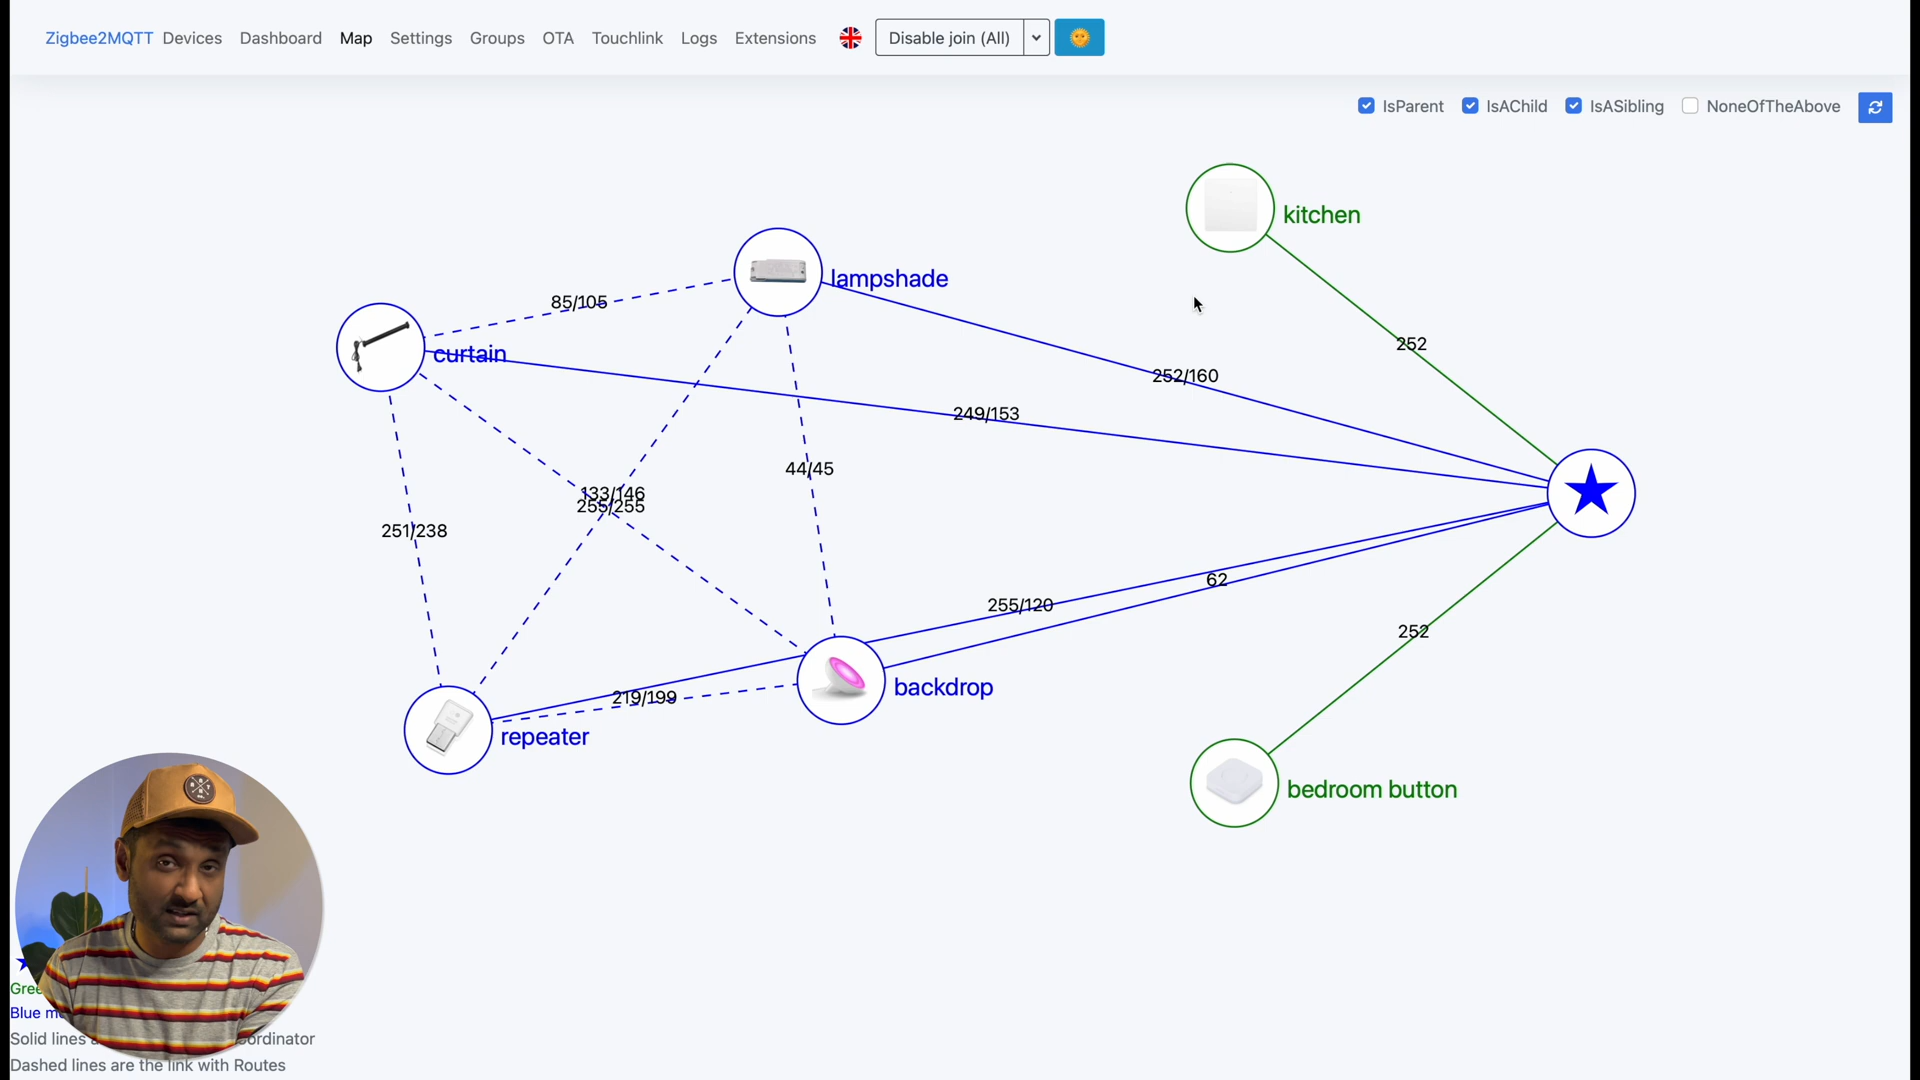 Zigbee2MQTT Devices Dashboard Map Settings Groups OTA Touchlink Logs Extensions Disable join (All)
IsParent IsAChild IsASibling NoneOfTheAbove
kitchen
lampshade
85/105
252
curtain
252/160
249/153
44/45
133/146
255/255
251/238
62
255/120
252
backdrop
219/199
repeater
bedroom button
Blue
Solid lines
Dashed lines are the link with Routes